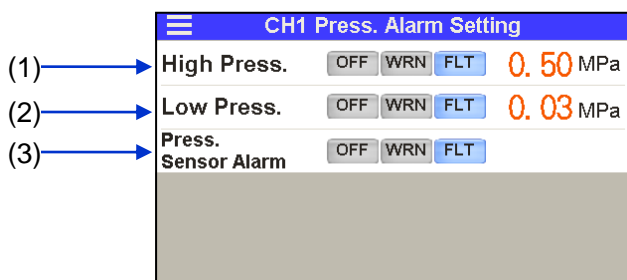 CH1 Press. Alarm Setting
(1) High Press. OFF WRN FLT 0. 50 MPa
(2) Low Press. OFF WRN FLT 0. 03 MPa
(3) Press.
Sensor Alarm OFF WRN FLT